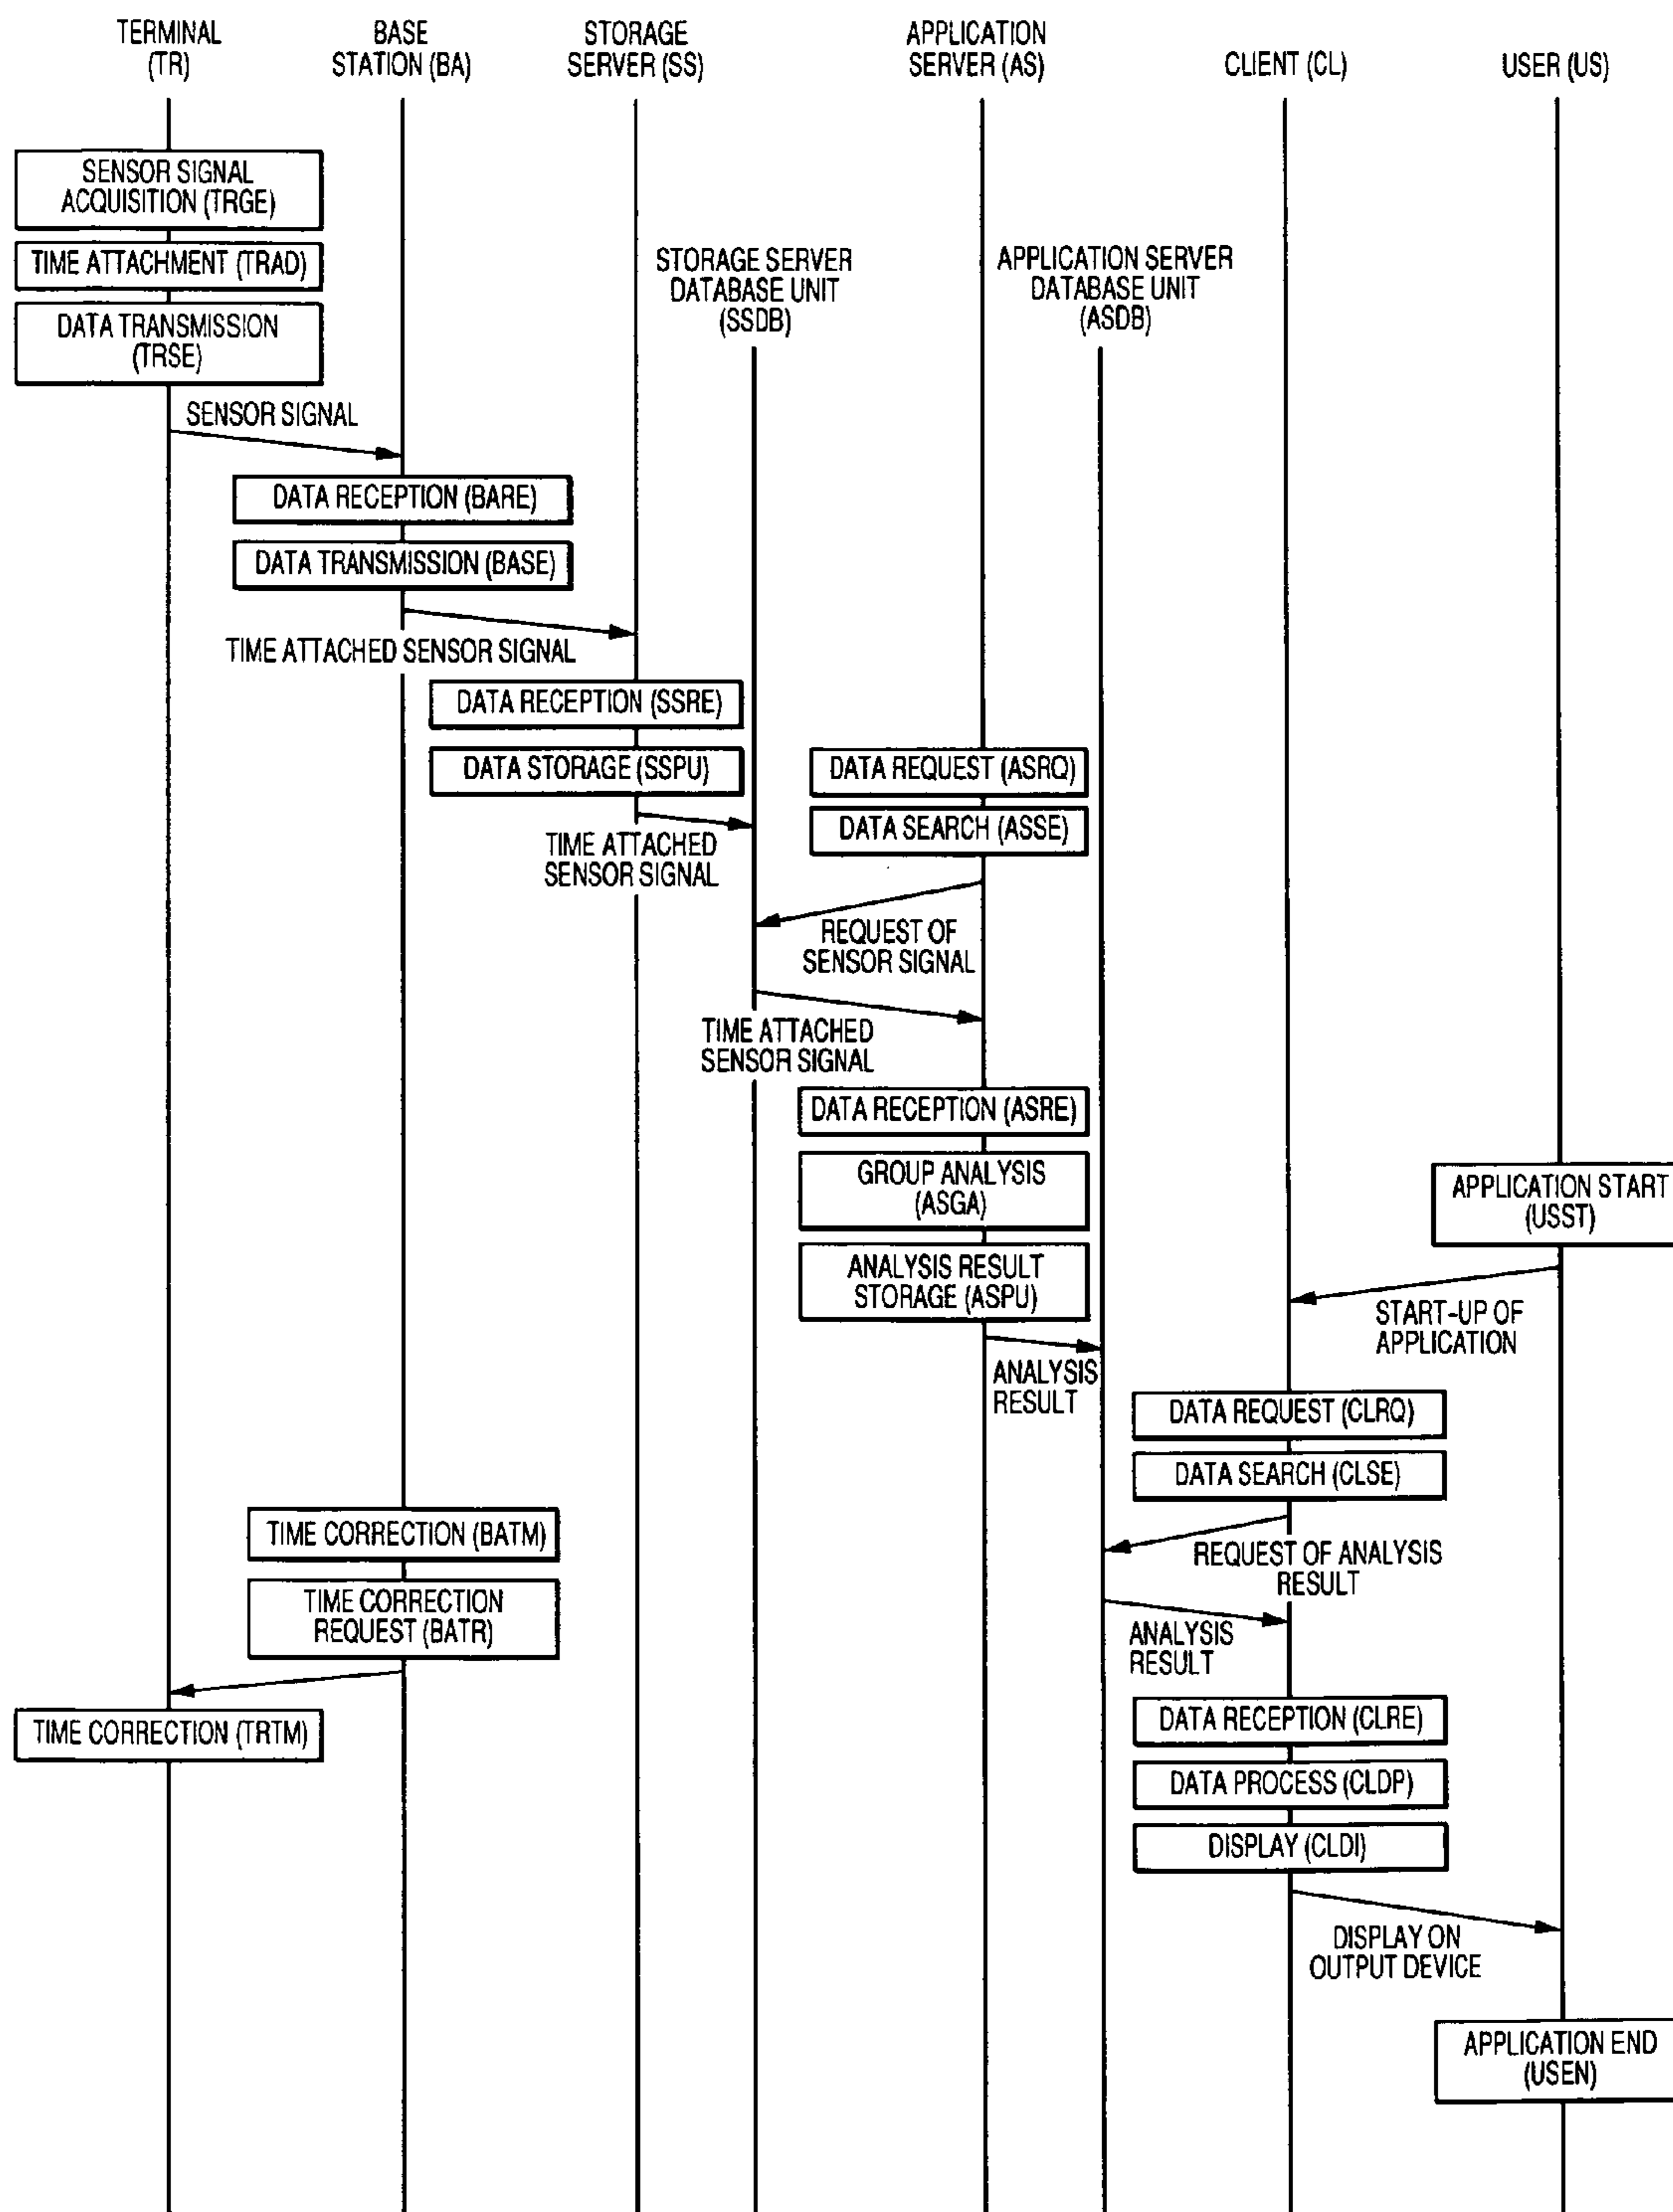 TERMINAL
(TR)
BASE
STATION (BA)
STORAGE
SERVER (SS)
APPLICATION
SERVER (AS)
CLIENT (CL)
USER (US)
SENSOR SIGNAL
ACQUISITION (TRGE)
TIME ATTACHMENT (TRAD)
DATA TRANSMISSION
(TRSE)
STORAGE SERVER
DATABASE UNIT
(SSDB)
APPLICATION SERVER
DATABASE UNIT
(ASDB)
SENSOR SIGNAL
DATA RECEPTION (BARE)
DATA TRANSMISSION (BASE)
TIME ATTACHED SENSOR SIGNAL
DATA RECEPTION (SSRE)
DATA STORAGE (SSPU)
TIME ATTACHED
SENSOR SIGNAL
DATA REQUEST (ASRQ)
DATA SEARCH (ASSE)
REQUEST OF
SENSOR SIGNAL
TIME ATTACHED
SENSOR SIGNAL
DATA RECEPTION (ASRE)
GROUP ANALYSIS
(ASGA)
ANALYSIS RESULT
STORAGE (ASPU)
ANALYSIS
RESULT
APPLICATION START
(USST)
START-UP OF
APPLICATION
DATA REQUEST (CLRQ)
DATA SEARCH (CLSE)
REQUEST OF ANALYSIS
RESULT
ANALYSIS
RESULT
TIME CORRECTION (BATM)
TIME CORRECTION
REQUEST (BATR)
TIME CORRECTION (TRTM)
DATA RECEPTION (CLRE)
DATA PROCESS (CLDP)
DISPLAY (CLDI)
DISPLAY ON
OUTPUT DEVICE
APPLICATION END
(USEN)